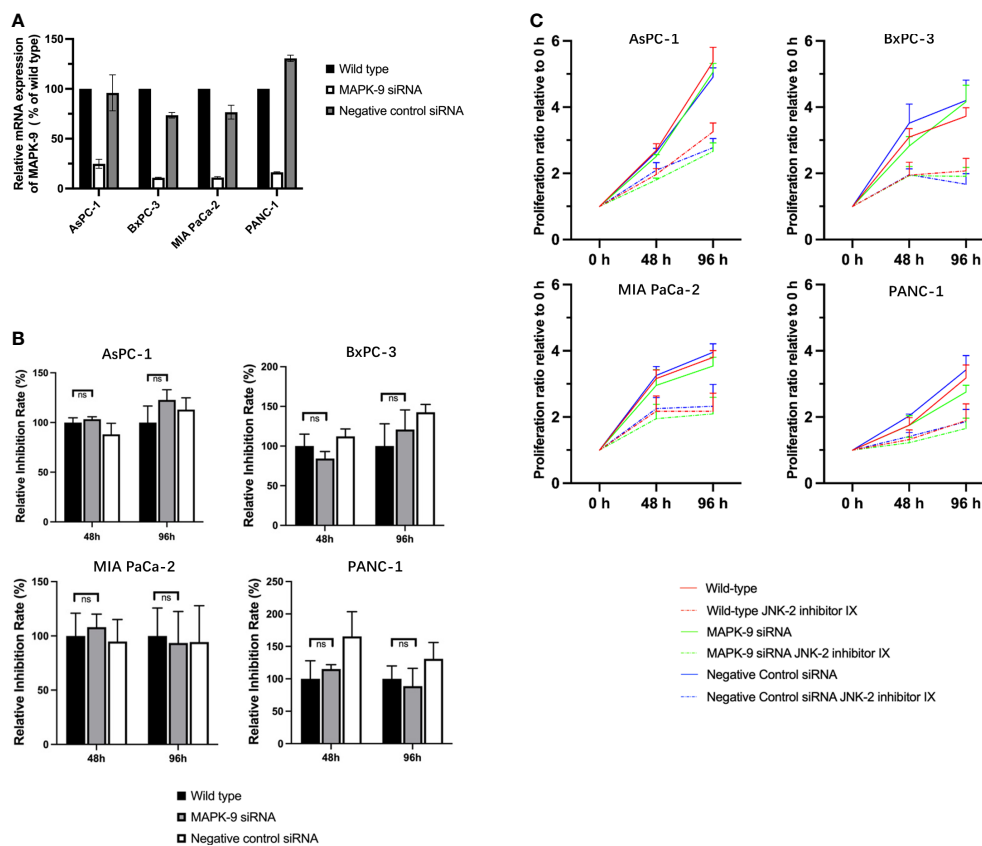 A
Relative mRNA expression
of MAPK-9 ( % of wild type)
150
125
100
75
50
25
0
AsPC-1
BxPC-3
MIA PaCa-2
PANC-1
Wild type
MAPK-9 siRNA
Negative control siRNA
B
AsPC-1
Relative Inhibition Rate (%)
150
100
50
0
ns
ns
48h
96h
BxPC-3
Relative Inhibition Rate (%)
200
150
100
50
0
ns
ns
48h
96h
MIA PaCa-2
Relative Inhibition Rate (%)
150
100
50
0
ns
ns
48h
96h
PANC-1
Relative Inhibition Rate (%)
250
200
150
100
50
0
ns
ns
48h
96h
Wild type
MAPK-9 siRNA
Negative control siRNA
C
AsPC-1
Proliferation ratio relative to 0 h
6
4
2
0
0 h
48 h
96 h
BxPC-3
Proliferation ratio relative to 0 h
6
4
2
0
0 h
48 h
96 h
MIA PaCa-2
Proliferation ratio relative to 0 h
6
4
2
0
0 h
48 h
96 h
PANC-1
Proliferation ratio relative to 0 h
6
4
2
0
0 h
48 h
96 h
Wild-type
Wild-type JNK-2 inhibitor IX
MAPK-9 siRNA
MAPK-9 siRNA JNK-2 inhibitor IX
Negative Control siRNA
Negative Control siRNA JNK-2 inhibitor IX